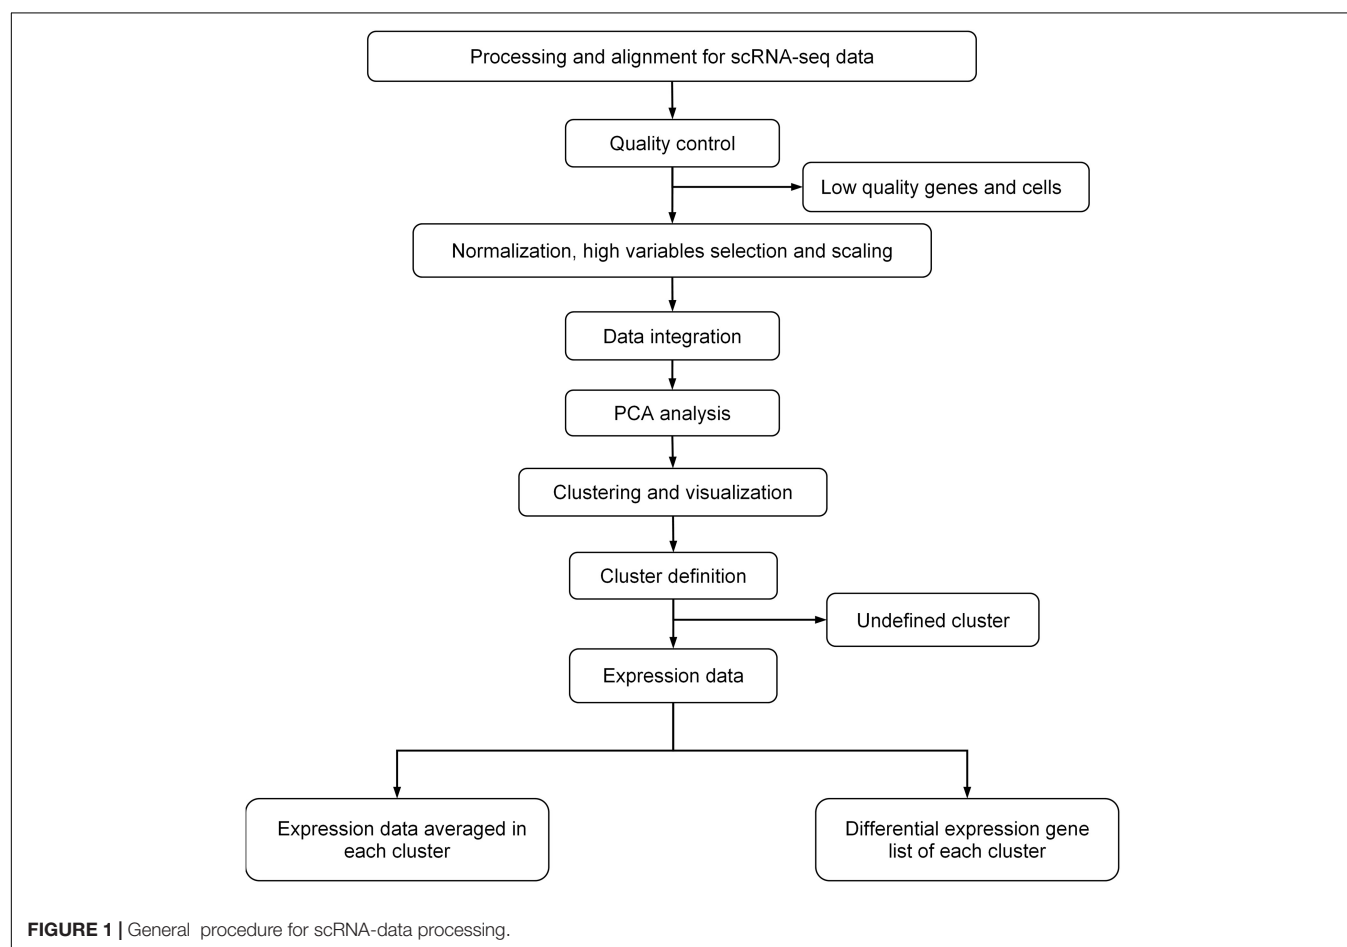 Processing and alignment for scRNA-seq data
Quality control
Low quality genes and cells
Normalization, high variables selection and scaling
Data integration
PCA analysis
Clustering and visualization
Cluster definition
Undefined cluster
Expression data
Expression data averaged in
each cluster
Differential expression gene
list of each cluster
FIGURE 1 | General procedure for scRNA-data processing.